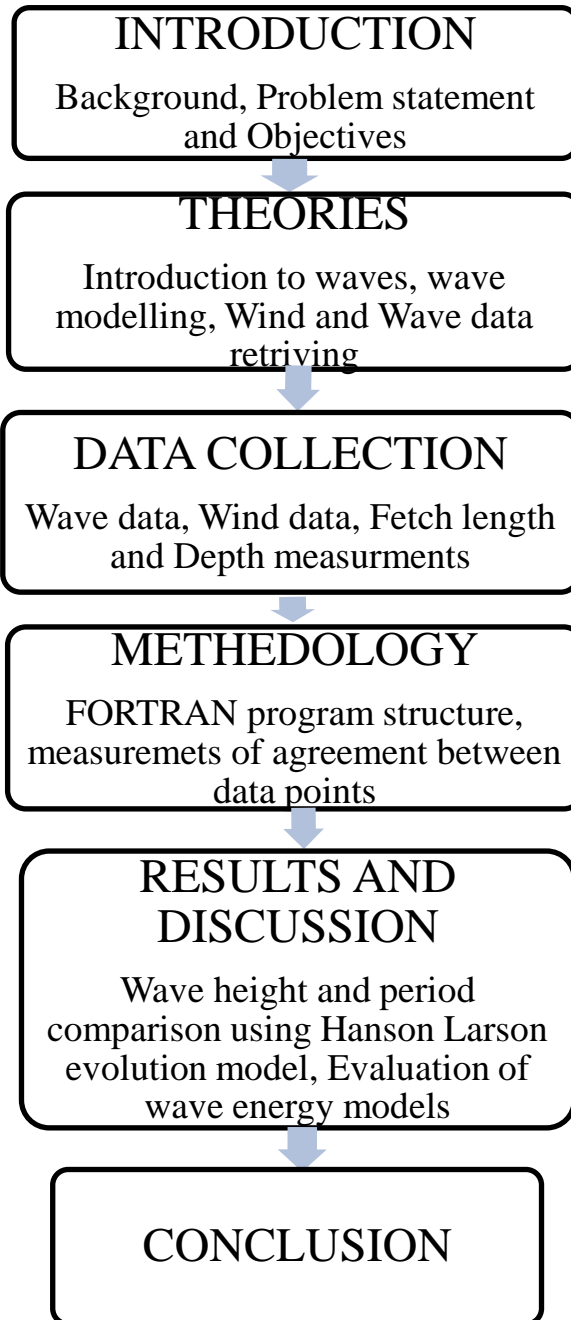 INTRODUCTION
Background, Problem statement
and Objectives
THEORIES
Introduction to waves, wave
modelling, Wind and Wave data
retriving
DATA COLLECTION
Wave data, Wind data, Fetch length
and Depth measurments
METHEDOLOGY
FORTRAN program structure,
measuremets of agreement between
data points
RESULTS AND
DISCUSSION
Wave height and period
comparison using Hanson Larson
evolution model, Evaluation of
wave energy models
CONCLUSION